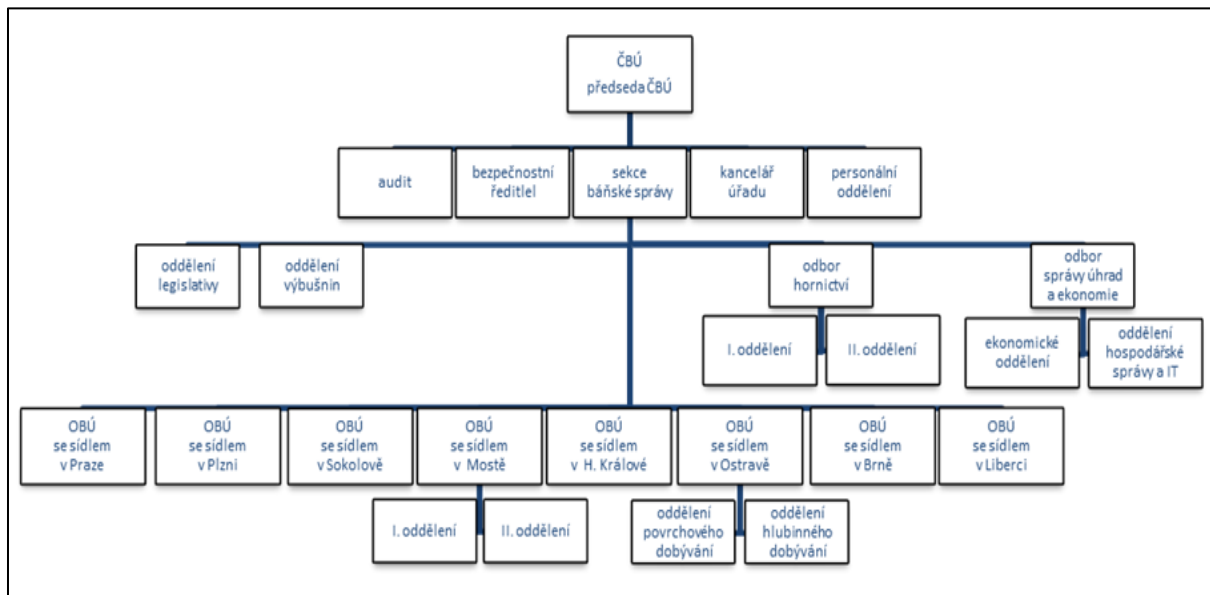 ČBÚ
předseda ČBÚ
audit
bezpečnostní
ředitlel
sekce
báňské správy
kancelář
úřadu
personální
oddělení
oddělení
legislativy
oddělení
výbušnin
odbor
hornictví
odbor
správy úhrad
a ekonomie
I. oddělení
II. oddělení
ekonomické
oddělení
oddělení
hospodářské
správy a IT
OBÚ
se sídlem
v Praze
OBÚ
se sídlem
v Plzni
OBÚ
se sídlem
v Sokolově
OBÚ
se sídlem
v Mostě
OBÚ
se sídlem
v H. Králové
OBÚ
se sídlem
v Ostravě
OBÚ
se sídlem
v Brně
OBÚ
se sídlem
v Liberci
I. oddělení
II. oddělení
oddělení
povrchového
dobývání
oddělení
hlubinného
dobývání